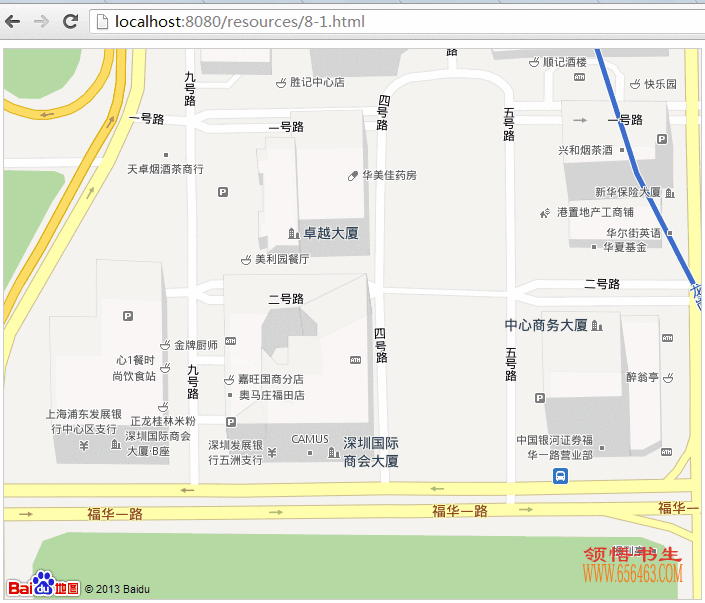 localhost:8080/resources/8-1.html
路
顺记酒楼
ATM
胜记中心店
快乐园
九号路
四号路
五号路
一号路
一号路
一号路
P
兴和烟茶酒
天卓烟酒茶商行
华美佳药房
P
新华保险大厦
港置地产工商铺
卓越大厦
华尔街英语
华夏基金
美利园餐厅
二号路
二号路
龙
P
中心商务大厦
四号路
金牌厨师
ATM
ATM
心1餐时
尚饮食站
ATM
五号路
九号路
嘉旺国商分店
奥马庄福田店
醉翁亭
P
上海浦东发展银
行中心区支行
正龙桂林米粉
P
深圳国际商会
大厦·B座
深圳发展银
行五洲支行
CAMUS
深圳国际
商会大厦
中国银河证券福
华一路营业部
ATM
福华一路
福华一路
福华一
领悟书生
WWW.656463.COM
Bai du 地图
© 2013 Baidu